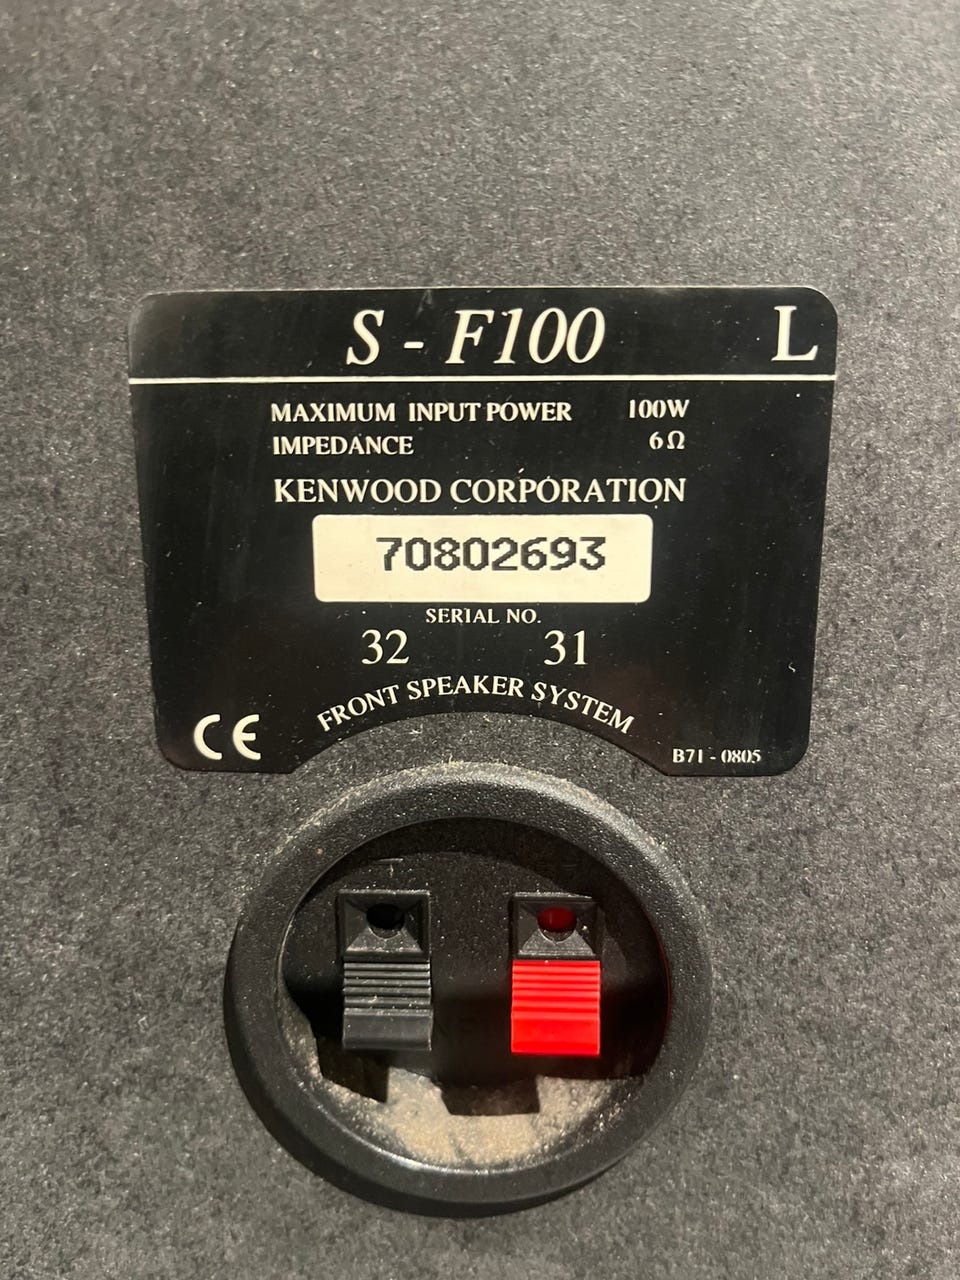 S - F100 L
MAXIMUM INPUT POWER 100W
IMPEDANCE 6Ω
KENWOOD CORPORATION
70802693
SERIAL NO.
32 31
FRONT SPEAKER SYSTEM
CE B71 - 0805